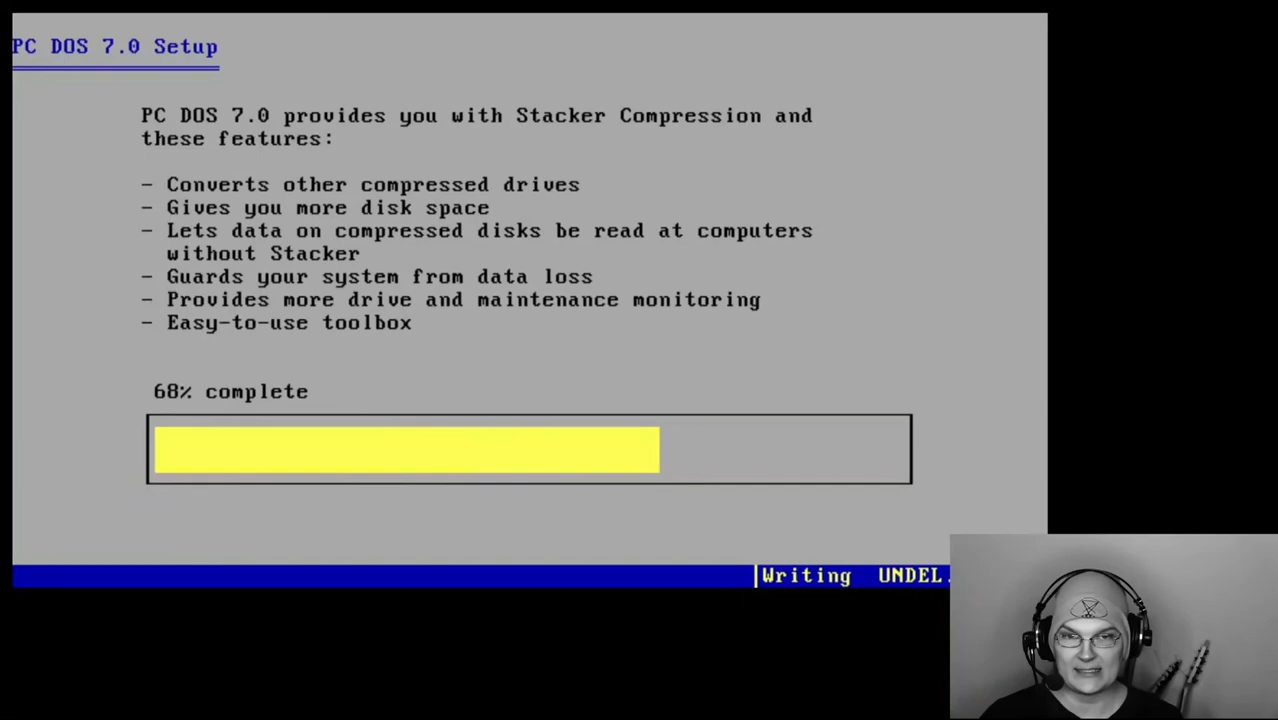 PC DOS 7.0 Setup
PC DOS 7.0 provides you with Stacker Compression and
these features:
- Converts other compressed drives
- Gives you more disk space
- Lets data on compressed disks be read at computers
without Stacker
- Guards your system from data loss
- Provides more drive and maintenance monitoring
- Easy-to-use toolbox
68% complete
Writing UNDEL.